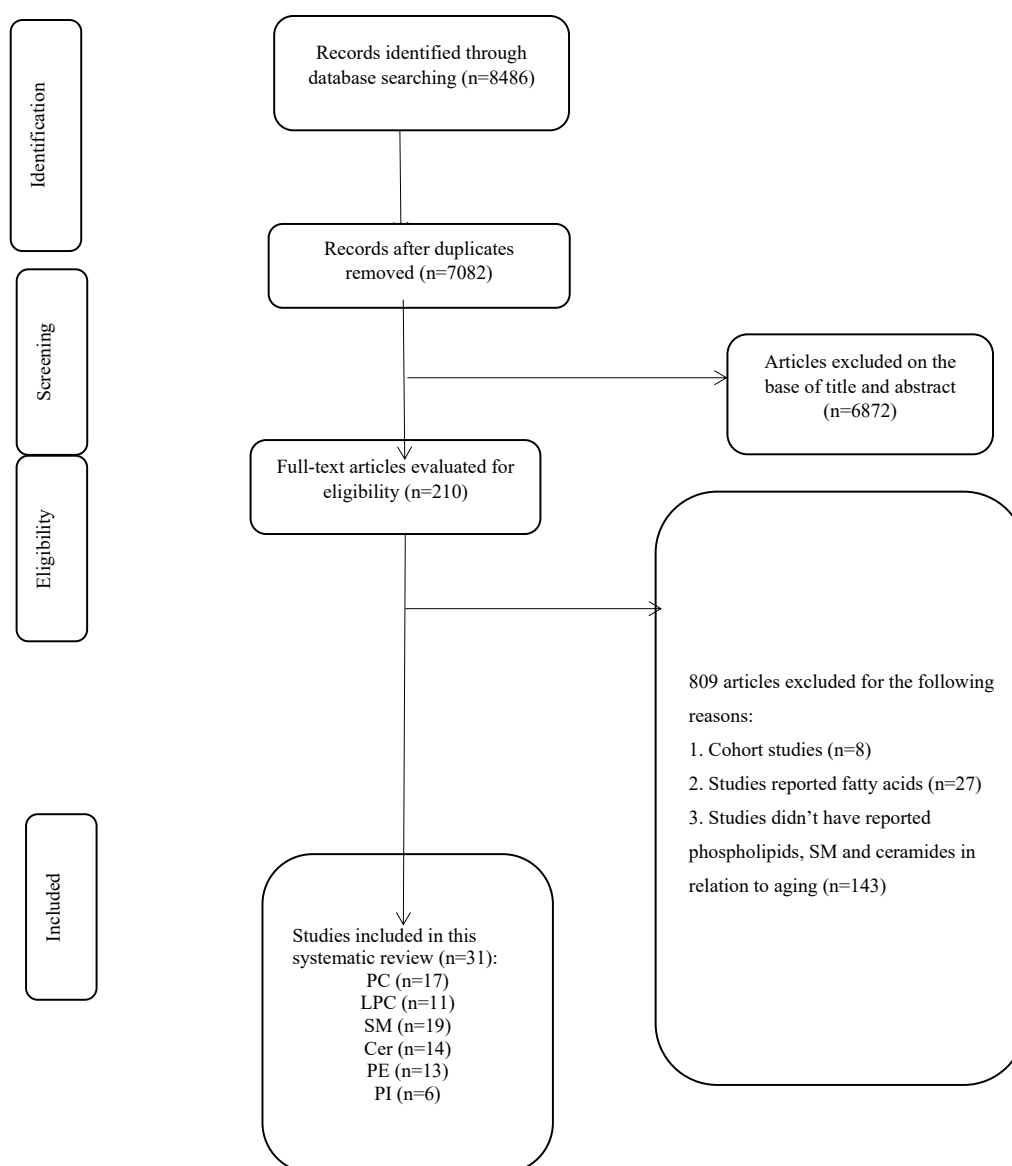 Identification
Records identified through
database searching (n=8486)
Records after duplicates
removed (n=7082)
Screening
Articles excluded on the
base of title and abstract
(n=6872)
Full-text articles evaluated for
eligibility (n=210)
Eligibility
809 articles excluded for the following
reasons:
1. Cohort studies (n=8)
2. Studies reported fatty acids (n=27)
3. Studies didn’t have reported
phospholipids, SM and ceramides in
relation to aging (n=143)
Included
Studies included in this
systematic review (n=31):
PC (n=17)
LPC (n=11)
SM (n=19)
Cer (n=14)
PE (n=13)
PI (n=6)